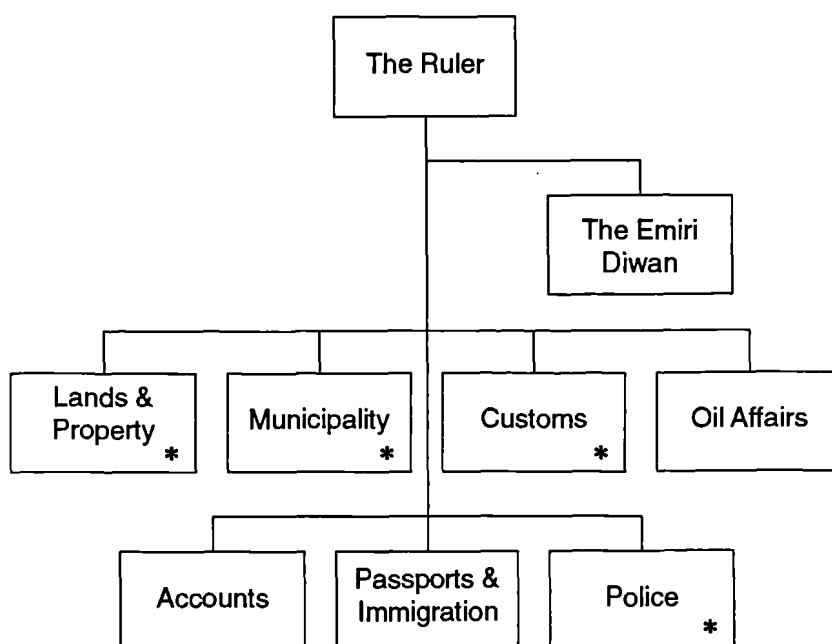 The Ruler
The Emiri
Diwan
Lands &
Property
*
Municipality
*
Customs
*
Oil Affairs
Accounts
Passports &
Immigration
Police
*